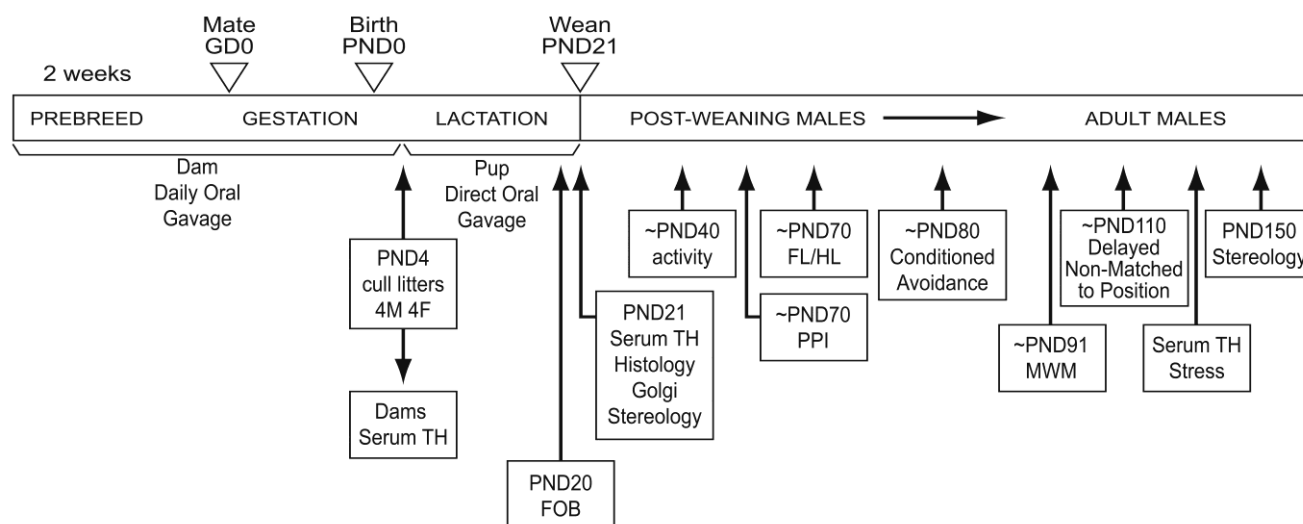 Mate
GD0
Birth
PND0
Wean
PND21
2 weeks
PREBREED
GESTATION
LACTATION
POST-WEANING MALES
ADULT MALES
Dam
Daily Oral
Gavage
Pup
Direct Oral
Gavage
PND4
cull litters
4M 4F
Dams
Serum TH
PND20
FOB
PND21
Serum TH
Histology
Golgi
Stereology
~PND40
activity
~PND70
FL/HL
~PND70
PPI
~PND80
Conditioned
Avoidance
~PND91
MWM
~PND110
Delayed
Non-Matched
to Position
Serum TH
Stress
PND150
Stereology